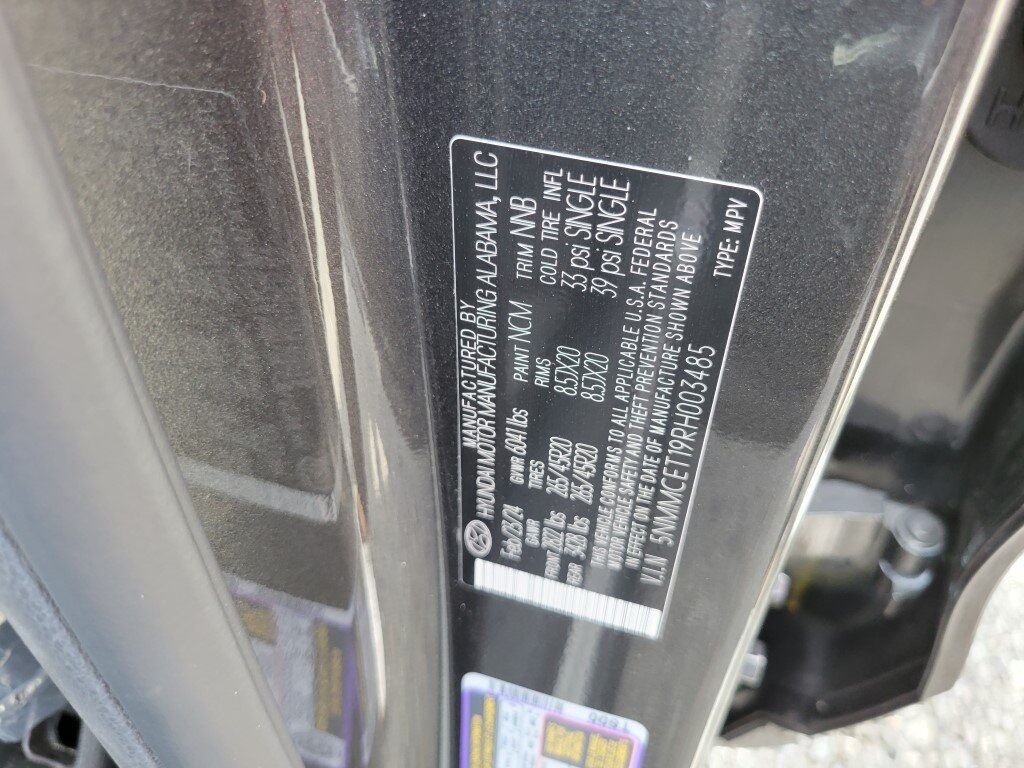 MANUFACTURED BY
HYUNDAI MOTOR MANUFACTURING ALABAMA, LLC
Feb/23/24 GVWR 6041 lbs PAINT NCM TRIM NNB
GAWR TIRES RIMS COLD TIRE INFL
FRONT 2822 lbs 265/45R20 8.5JX20 33 psi SINGLE
REAR 3428 lbs 265/45R20 8.5JX20 39 psi SINGLE
THIS VEHICLE CONFORMS TO ALL APPLICABLE U.S.A. FEDERAL
MOTOR VEHICLE SAFETY AND THEFT PREVENTION STANDARDS
IN EFFECT ON THE DATE OF MANUFACTURE SHOWN ABOVE
V.I.N 5NMMCET19RH003485 TYPE: MPV